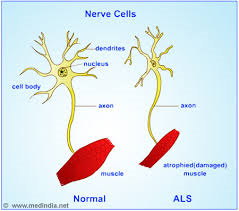 Nerve Cells
dendrites
nucleus
cell body
axon
axon
muscle
atrophied(damaged)
muscle
Normal
ALS
© www.medindia.net